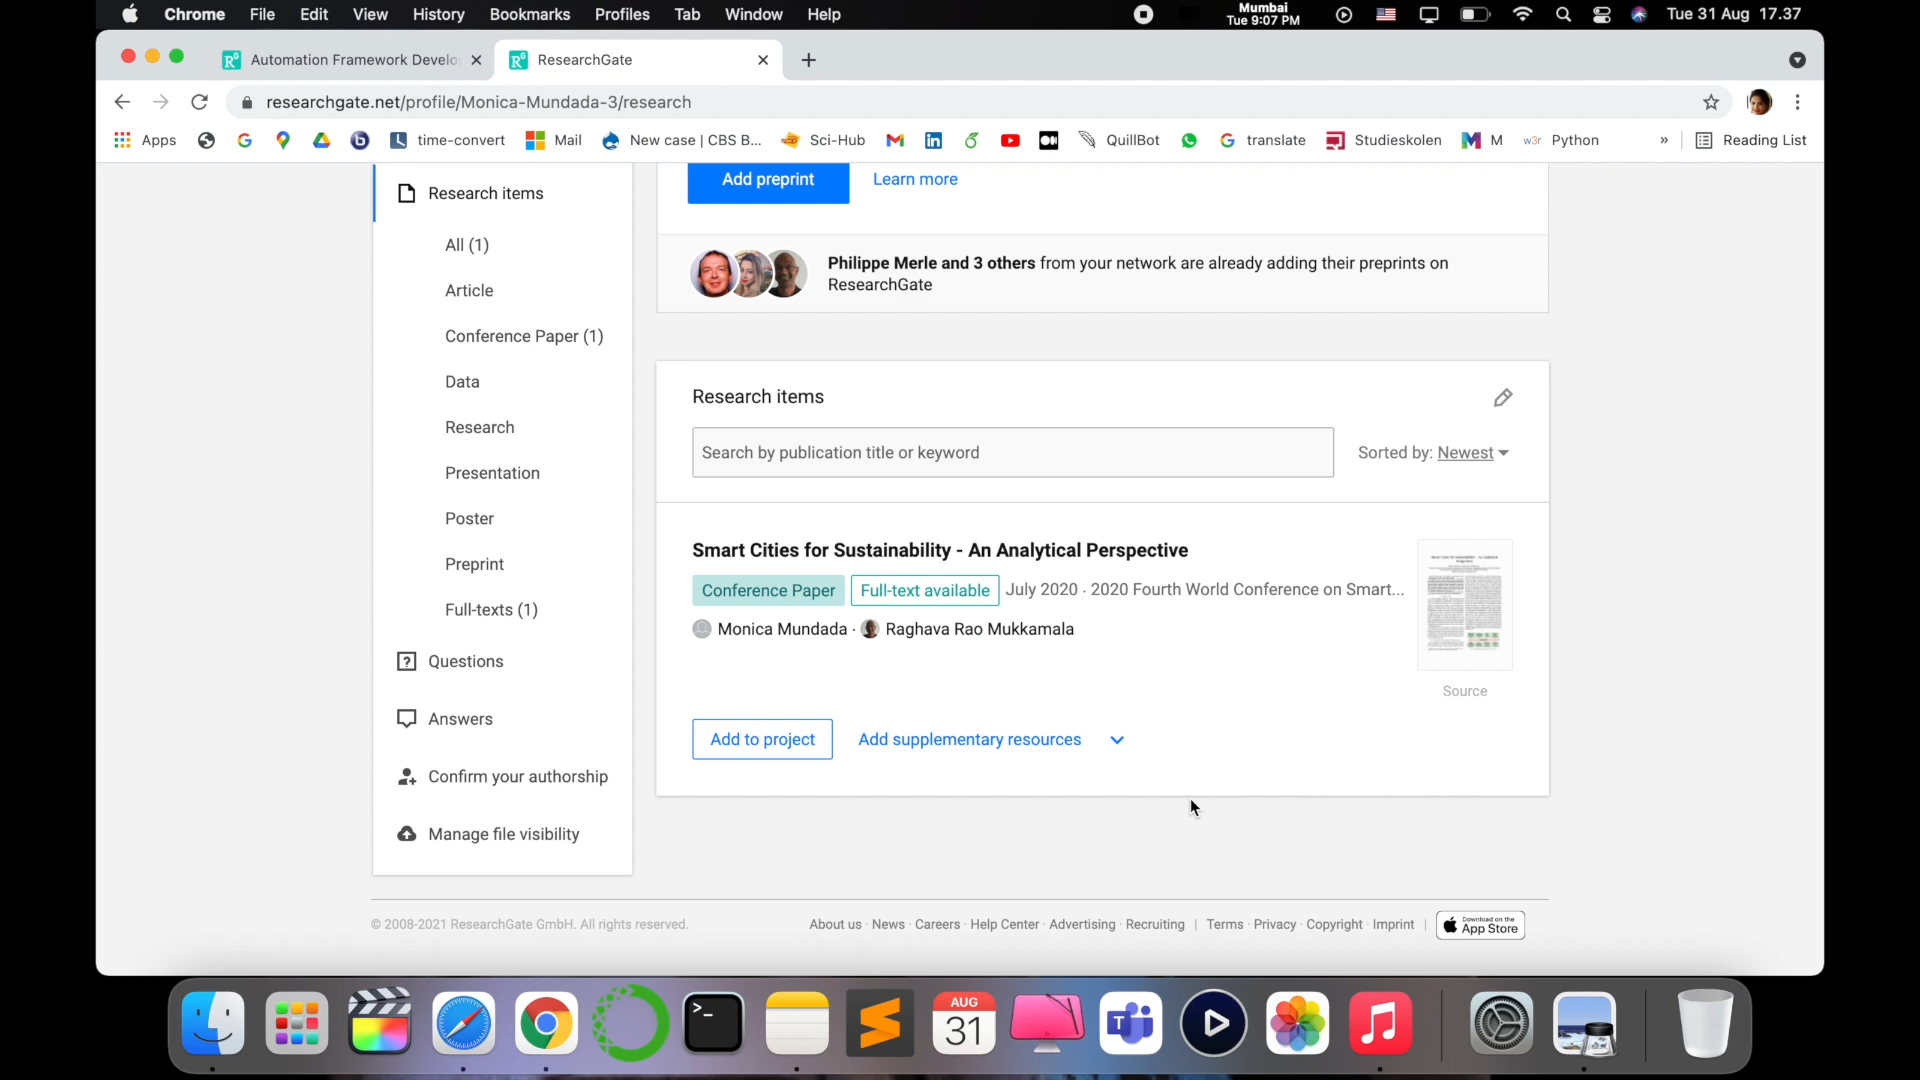 Chrome File Edit View History Bookmarks Profiles Tab Window Help Mumbai Tue 9:07 PM Tue 31 Aug 17.37
Automation Framework Develo ResearchGate
researchgate.net/profile/Monica-Mundada-3/research
Apps time-convert Mail New case | CBS B... Sci-Hub QuillBot translate Studieskolen M w3r Python » Reading List
Research items
All (1)
Article
Conference Paper (1)
Data
Research
Presentation
Poster
Preprint
Full-texts (1)
Questions
Answers
Confirm your authorship
Manage file visibility
Add preprint Learn more
Philippe Merle and 3 others from your network are already adding their preprints on
ResearchGate
Research items
Search by publication title or keyword Sorted by: Newest
Smart Cities for Sustainability - An Analytical Perspective
Conference Paper Full-text available July 2020 · 2020 Fourth World Conference on Smart...
Monica Mundada · Raghava Rao Mukkamala
Source
Add to project Add supplementary resources
© 2008-2021 ResearchGate GmbH. All rights reserved. About us · News · Careers · Help Center · Advertising · Recruiting | Terms · Privacy · Copyright · Imprint | Download on the App Store
AUG
31